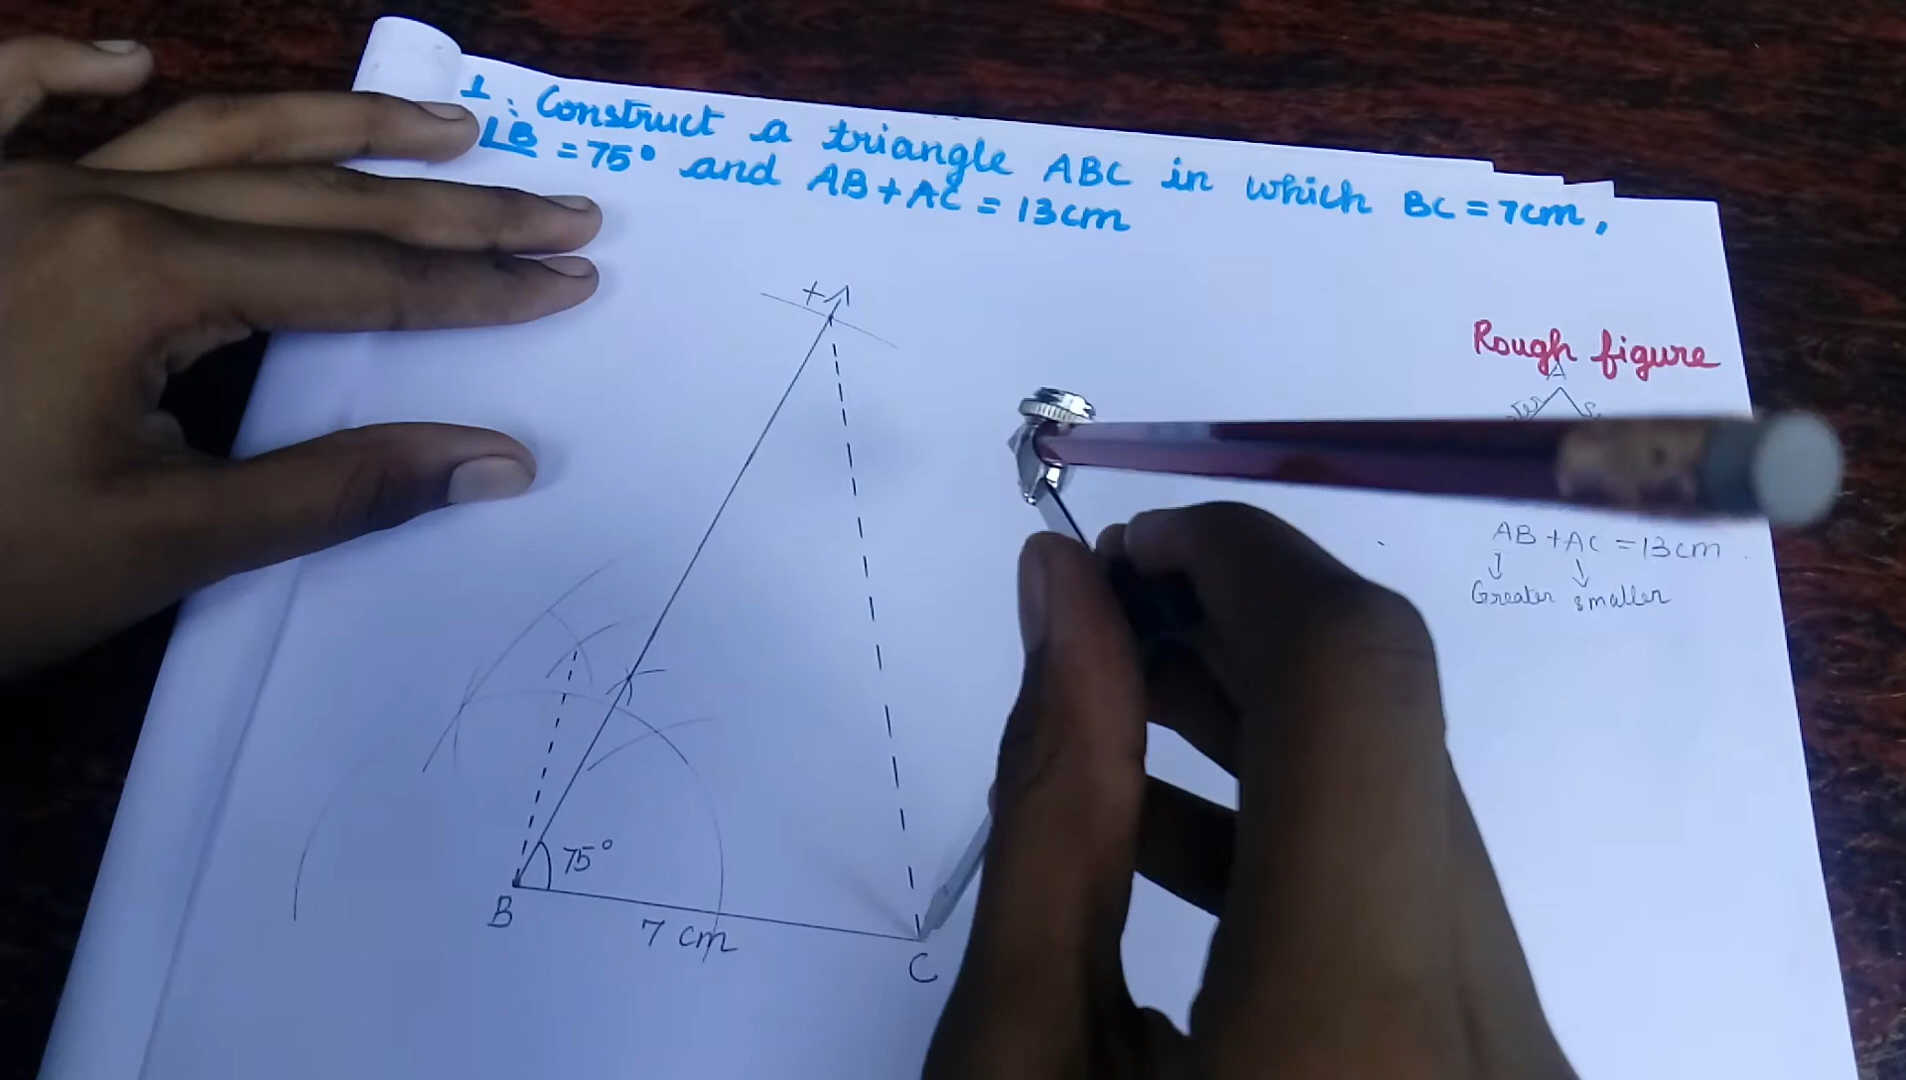 1. Construct a triangle ABC in which BC = 7cm,
∠B = 75° and AB + AC = 13cm
Rough figure
A
75°
B
7 cm
C
AB + AC = 13cm
Greater smaller